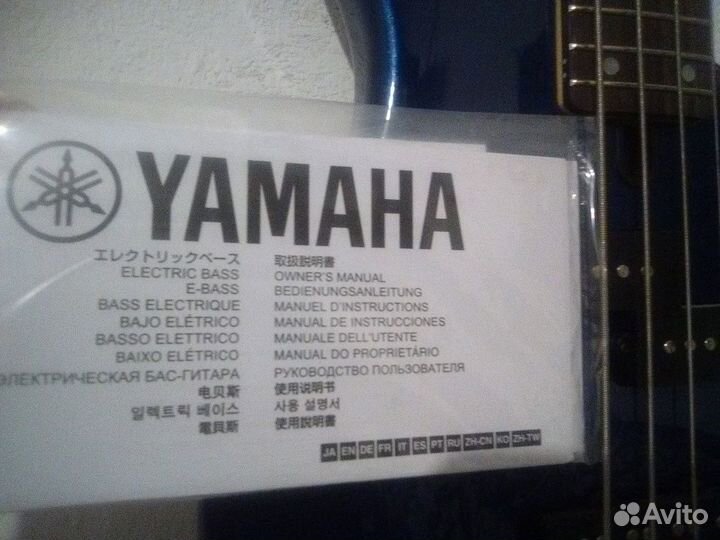 YAMAHA
エレクトリックベース 取扱説明書
ELECTRIC BASS OWNER'S MANUAL
E-BASS BEDIENUNGSANLEITUNG
BASS ELECTRIQUE MANUEL D'INSTRUCTIONS
BAJO ELÉTRICO MANUAL DE INSTRUCCIONES
BASSO ELETTRICO MANUALE DELL'UTENTE
BAIXO ELÉTRICO MANUAL DO PROPRIETÁRIO
ЭЛЕКТРИЧЕСКАЯ БАС-ГИТАРА РУКОВОДСТВО ПОЛЬЗОВАТЕЛЯ
电贝斯 使用说明书
일렉트릭 베이스 사용 설명서
電貝斯 使用説明書
JA EN DE FR IT ES PT RU ZH-CN KO ZH-TW
Avito